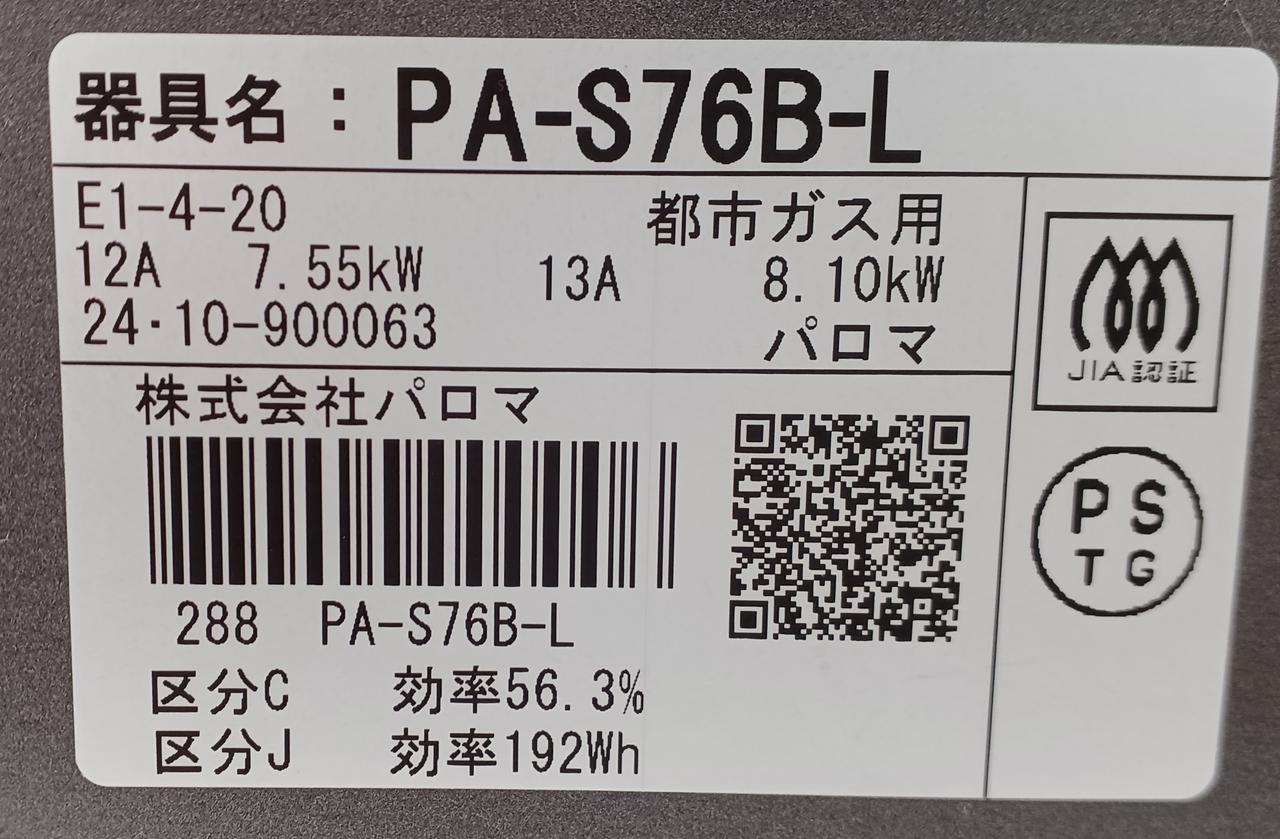 器具名：PA-S76B-L
E1-4-20 都市ガス用
12A 7.55kW 13A 8.10kW
24・10-900063 パロマ
JIA認証
株式会社パロマ
PS
TG
288 PA-S76B-L
区分C 効率56.3%
区分J 効率192Wh